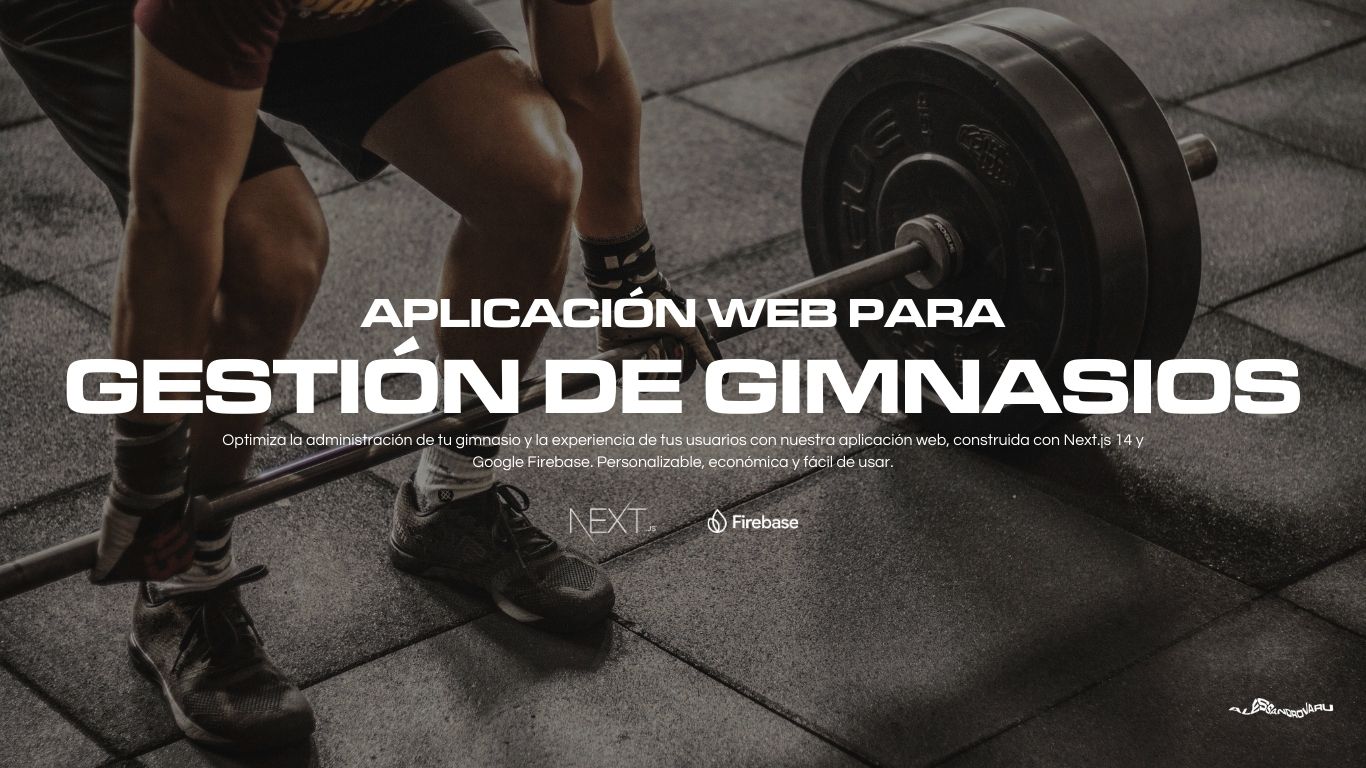 APLICACIÓN WEB PARA
GESTIÓN DE GIMNASIOS
Optimiza la administración de tu gimnasio y la experiencia de tus usuarios con nuestra aplicación web, construida con Next.js 14 y
Google Firebase. Personalizable, económica y fácil de usar.
NEXT.JS
Firebase
ALESSANDROVARU